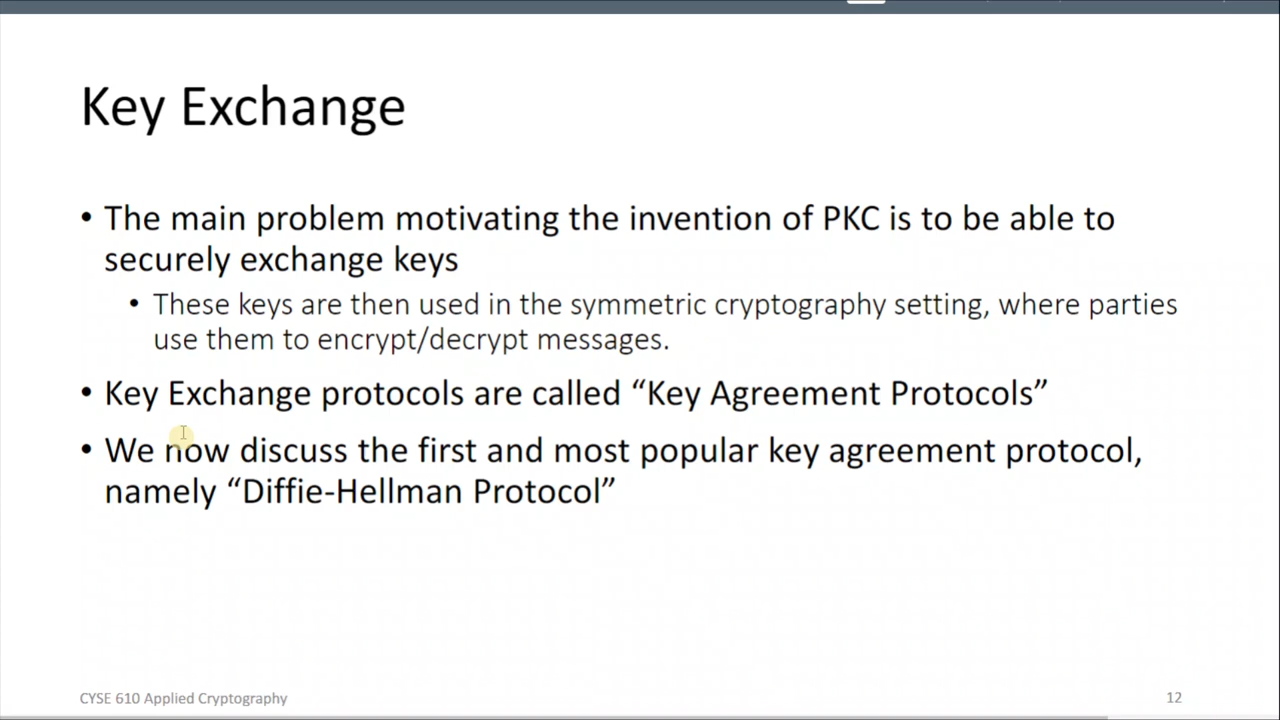 Key Exchange
• The main problem motivating the invention of PKC is to be able to
securely exchange keys
• These keys are then used in the symmetric cryptography setting, where parties
use them to encrypt/decrypt messages.
• Key Exchange protocols are called “Key Agreement Protocols”
• We now discuss the first and most popular key agreement protocol,
namely “Diffie-Hellman Protocol”
CYSE 610 Applied Cryptography
12